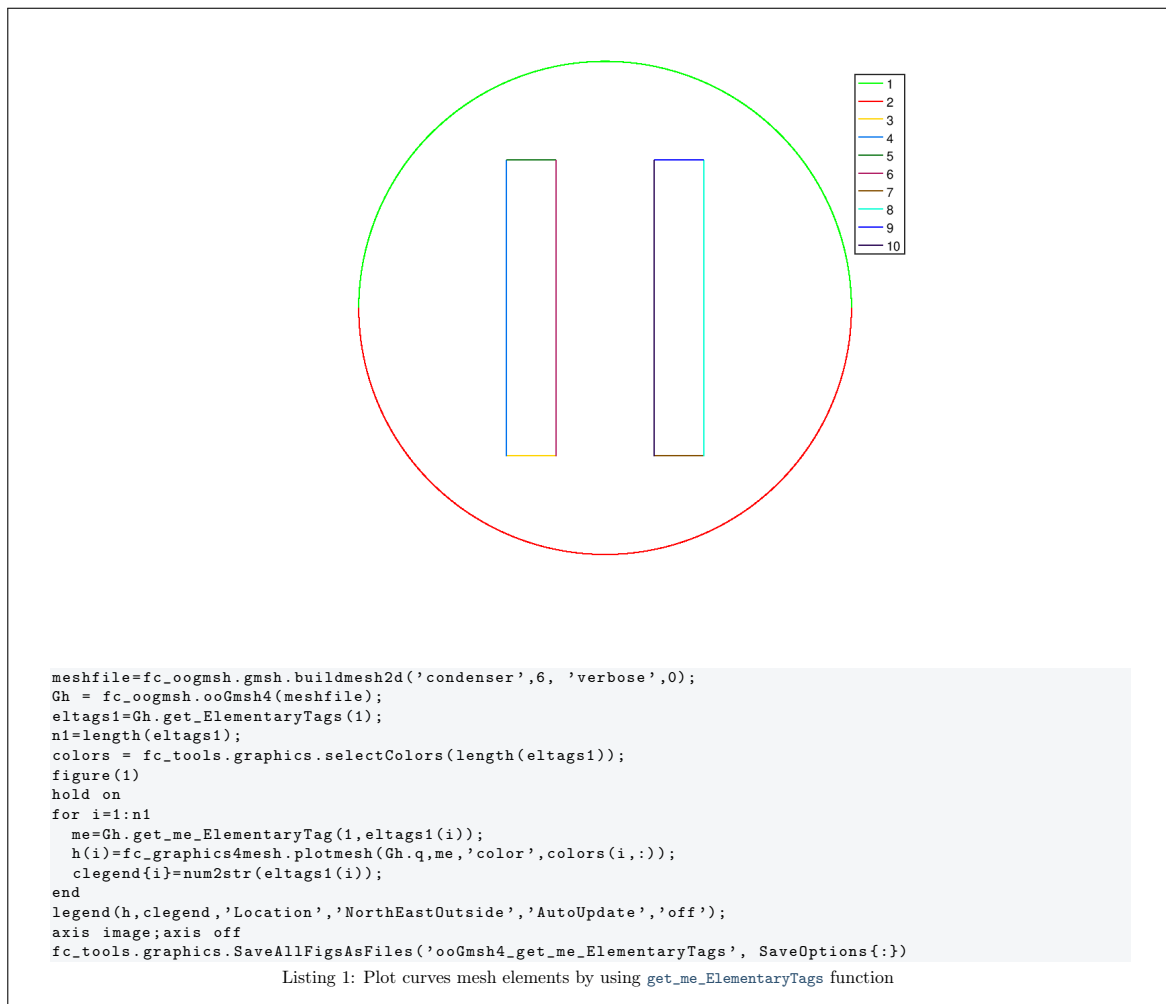 1
2
3
4
5
6
7
8
9
10
meshfile=fc_oogmsh.gmsh.buildmesh2d('condenser',6, 'verbose',0);
Gh = fc_oogmsh.ooGmsh4(meshfile);
eltags1=Gh.get_ElementaryTags(1);
n1=length(eltags1);
colors = fc_tools.graphics.selectColors(length(eltags1));
figure(1)
hold on
for i=1:n1
  me=Gh.get_me_ElementaryTag(1,eltags1(i));
  h(i)=fc_graphics4mesh.plotmesh(Gh.q,me,'color',colors(i,:));
  clegend{i}=num2str(eltags1(i));
end
legend(h,clegend,'Location','NorthEastOutside','AutoUpdate','off');
axis image;axis off
fc_tools.graphics.SaveAllFigsAsFiles('ooGmsh4_get_me_ElementaryTags', SaveOptions{:})
Listing 1: Plot curves mesh elements by using get_me_ElementaryTags function